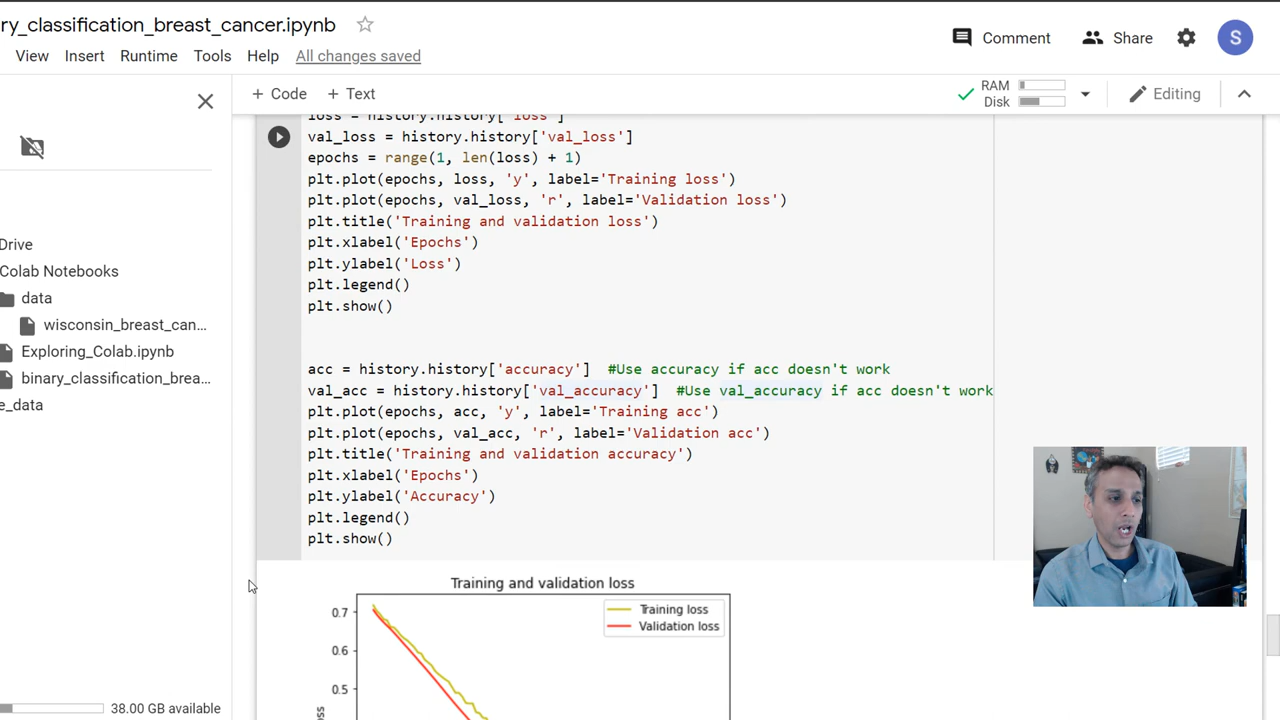 ry_classification_breast_cancer.ipynb
View Insert Runtime Tools Help All changes saved
Comment Share S
+ Code + Text
RAM
Disk
Editing
loss = history.history['loss']
val_loss = history.history['val_loss']
epochs = range(1, len(loss) + 1)
plt.plot(epochs, loss, 'y', label='Training loss')
plt.plot(epochs, val_loss, 'r', label='Validation loss')
plt.title('Training and validation loss')
plt.xlabel('Epochs')
plt.ylabel('Loss')
plt.legend()
plt.show()
acc = history.history['accuracy']  #Use accuracy if acc doesn't work
val_acc = history.history['val_accuracy']  #Use val_accuracy if acc doesn't work
plt.plot(epochs, acc, 'y', label='Training acc')
plt.plot(epochs, val_acc, 'r', label='Validation acc')
plt.title('Training and validation accuracy')
plt.xlabel('Epochs')
plt.ylabel('Accuracy')
plt.legend()
plt.show()
Drive
Colab Notebooks
data
wisconsin_breast_can...
Exploring_Colab.ipynb
binary_classification_brea...
e_data
38.00 GB available
Training and validation loss
Training loss
Validation loss
0.7
0.6
0.5